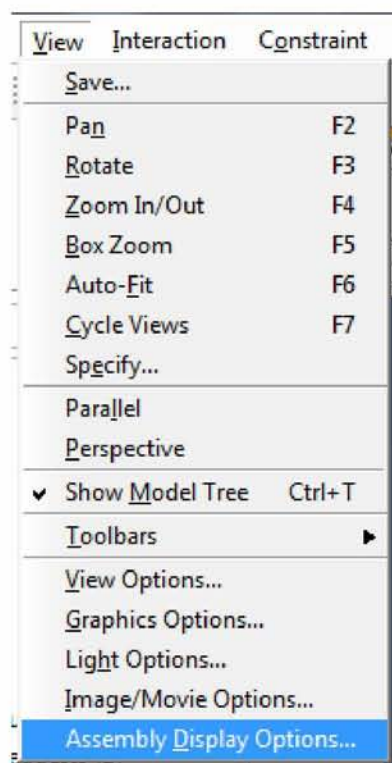 View Interaction Constraint
Save...
Pan F2
Rotate F3
Zoom In/Out F4
Box Zoom F5
Auto-Fit F6
Cycle Views F7
Specify...
Parallel
Perspective
Show Model Tree Ctrl+T
Toolbars
View Options...
Graphics Options...
Light Options...
Image/Movie Options...
Assembly Display Options...